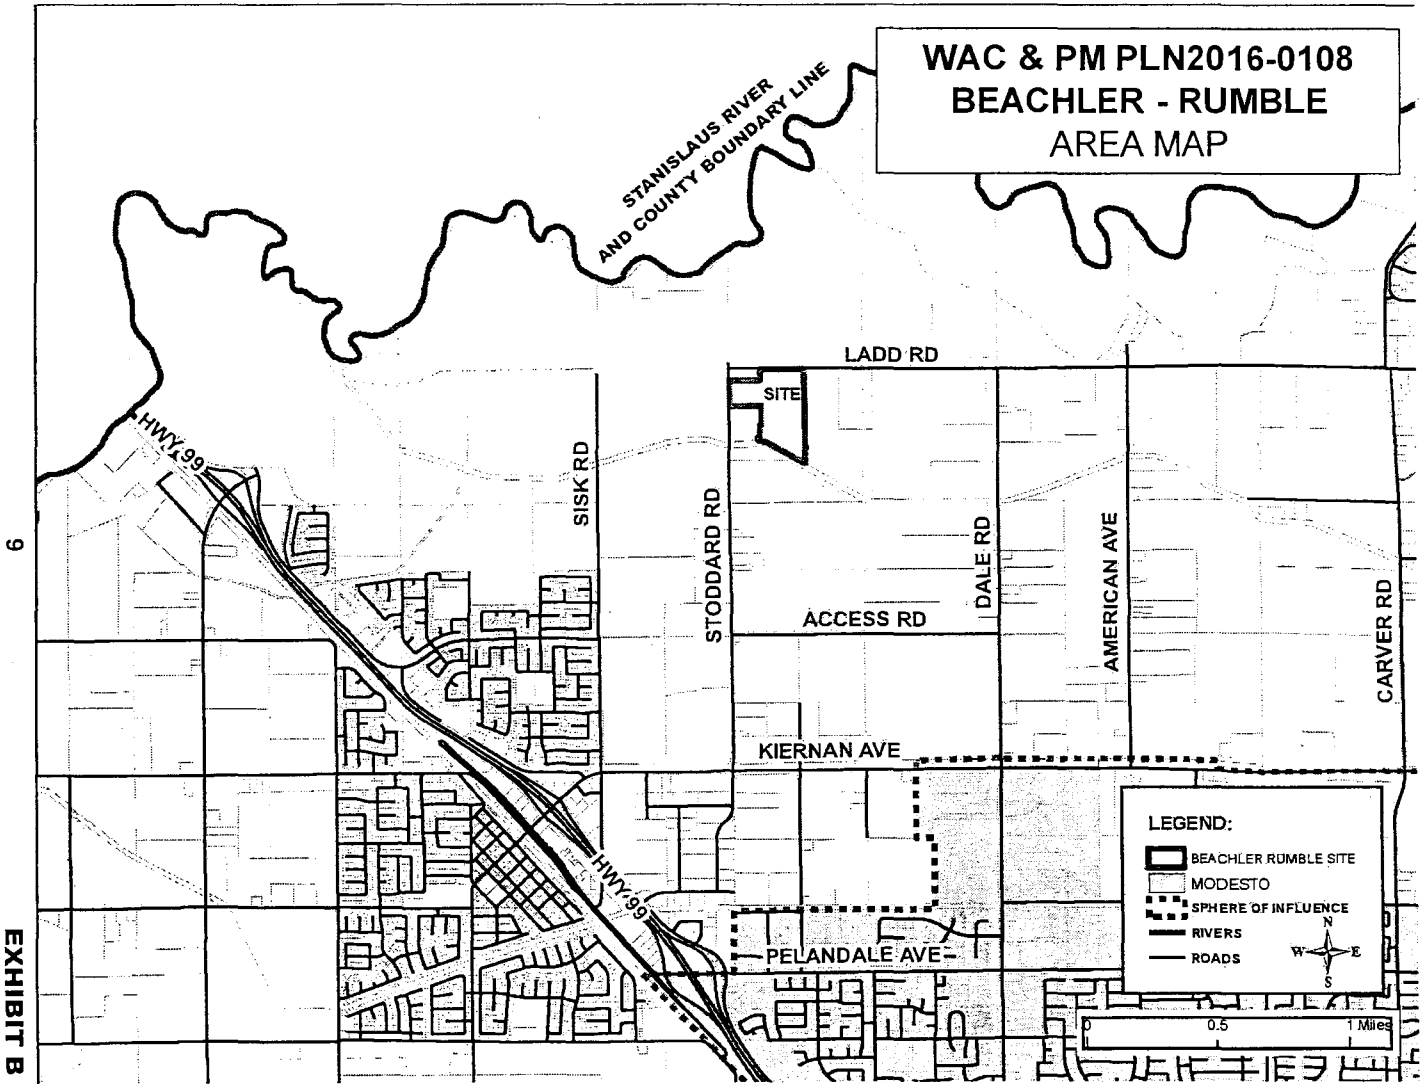 WAC & PM PLN2016-0108
BEACHLER - RUMBLE
AREA MAP
STANISLAUS RIVER
AND COUNTY BOUNDARY LINE
LADD RD
SITE
HWY 99
SISK RD
STODDARD RD
DALE RD
AMERICAN AVE
CARVER RD
ACCESS RD
KIERNAN AVE
HWY 99
PELANDALE AVE
LEGEND:
BEACHLER RUMBLE SITE
MODESTO
SPHERE OF INFLUENCE
RIVERS
ROADS
N
W E
S
0 0.5 1 Miles
9
EXHIBIT B